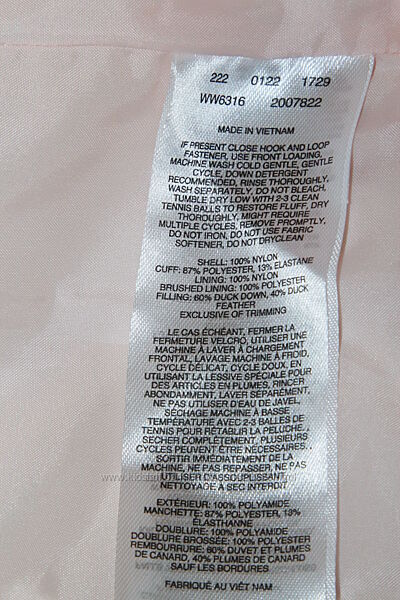 222 0122 1729
WW6316 2007822
MADE IN VIETNAM
IF PRESENT CLOSE HOOK AND LOOP
FASTENER, USE FRONT LOADING,
MACHINE WASH COLD GENTLE, GENTLE
CYCLE, DOWN DETERGENT
RECOMMENDED, RINSE THOROUGHLY,
WASH SEPARATELY, DO NOT BLEACH,
TUMBLE DRY LOW WITH 2-3 CLEAN
TENNIS BALLS TO RESTORE FLUFF, DRY
THOROUGHLY, MIGHT REQUIRE
MULTIPLE CYCLES, REMOVE PROMPTLY,
DO NOT IRON, DO NOT USE FABRIC
SOFTENER, DO NOT DRYCLEAN
SHELL: 100% NYLON
CUFF: 87% POLYESTER, 13% ELASTANE
LINING: 100% NYLON
BRUSHED LINING: 100% POLYESTER
FILLING: 60% DUCK DOWN, 40% DUCK
FEATHER
EXCLUSIVE OF TRIMMING
LE CAS ÉCHÉANT, FERMER LA
FERMETURE VELCRO, UTILISER UNE
MACHINE À LAVER À CHARGEMENT
FRONTAL, LAVAGE MACHINE À FROID,
CYCLE DÉLICAT, CYCLE DOUX, EN
UTILISANT LA LESSIVE SPÉCIALE POUR
DES ARTICLES EN PLUMES, RINCER
ABONDAMMENT, LAVER SÉPARÉMENT,
NE PAS UTILISER D'EAU DE JAVEL,
SÉCHAGE MACHINE À BASSE
TEMPÉRATURE AVEC 2-3 BALLES DE
TENNIS POUR RÉTABLIR LA PELUCHE,
SÉCHER COMPLÈTEMENT, PLUSIEURS
CYCLES PEUVENT ÊTRE NÉCESSAIRES,
SORTIR IMMÉDIATEMENT DE LA
MACHINE, NE PAS REPASSER, NE PAS
UTILISER D'ASSOUPLISSANT
NETTOYAGE À SEC INTERDIT
EXTÉRIEUR: 100% POLYAMIDE
MANCHETTE: 87% POLYESTER, 13%
ÉLASTHANNE
DOUBLURE: 100% POLYAMIDE
DOUBLURE BROSSÉE: 100% POLYESTER
REMBOURRURE: 60% DUVET ET PLUMES
DE CANARD, 40% PLUMES DE CANARD
SAUF LES BORDURES
FABRIQUÉ AU VIÊT NAM